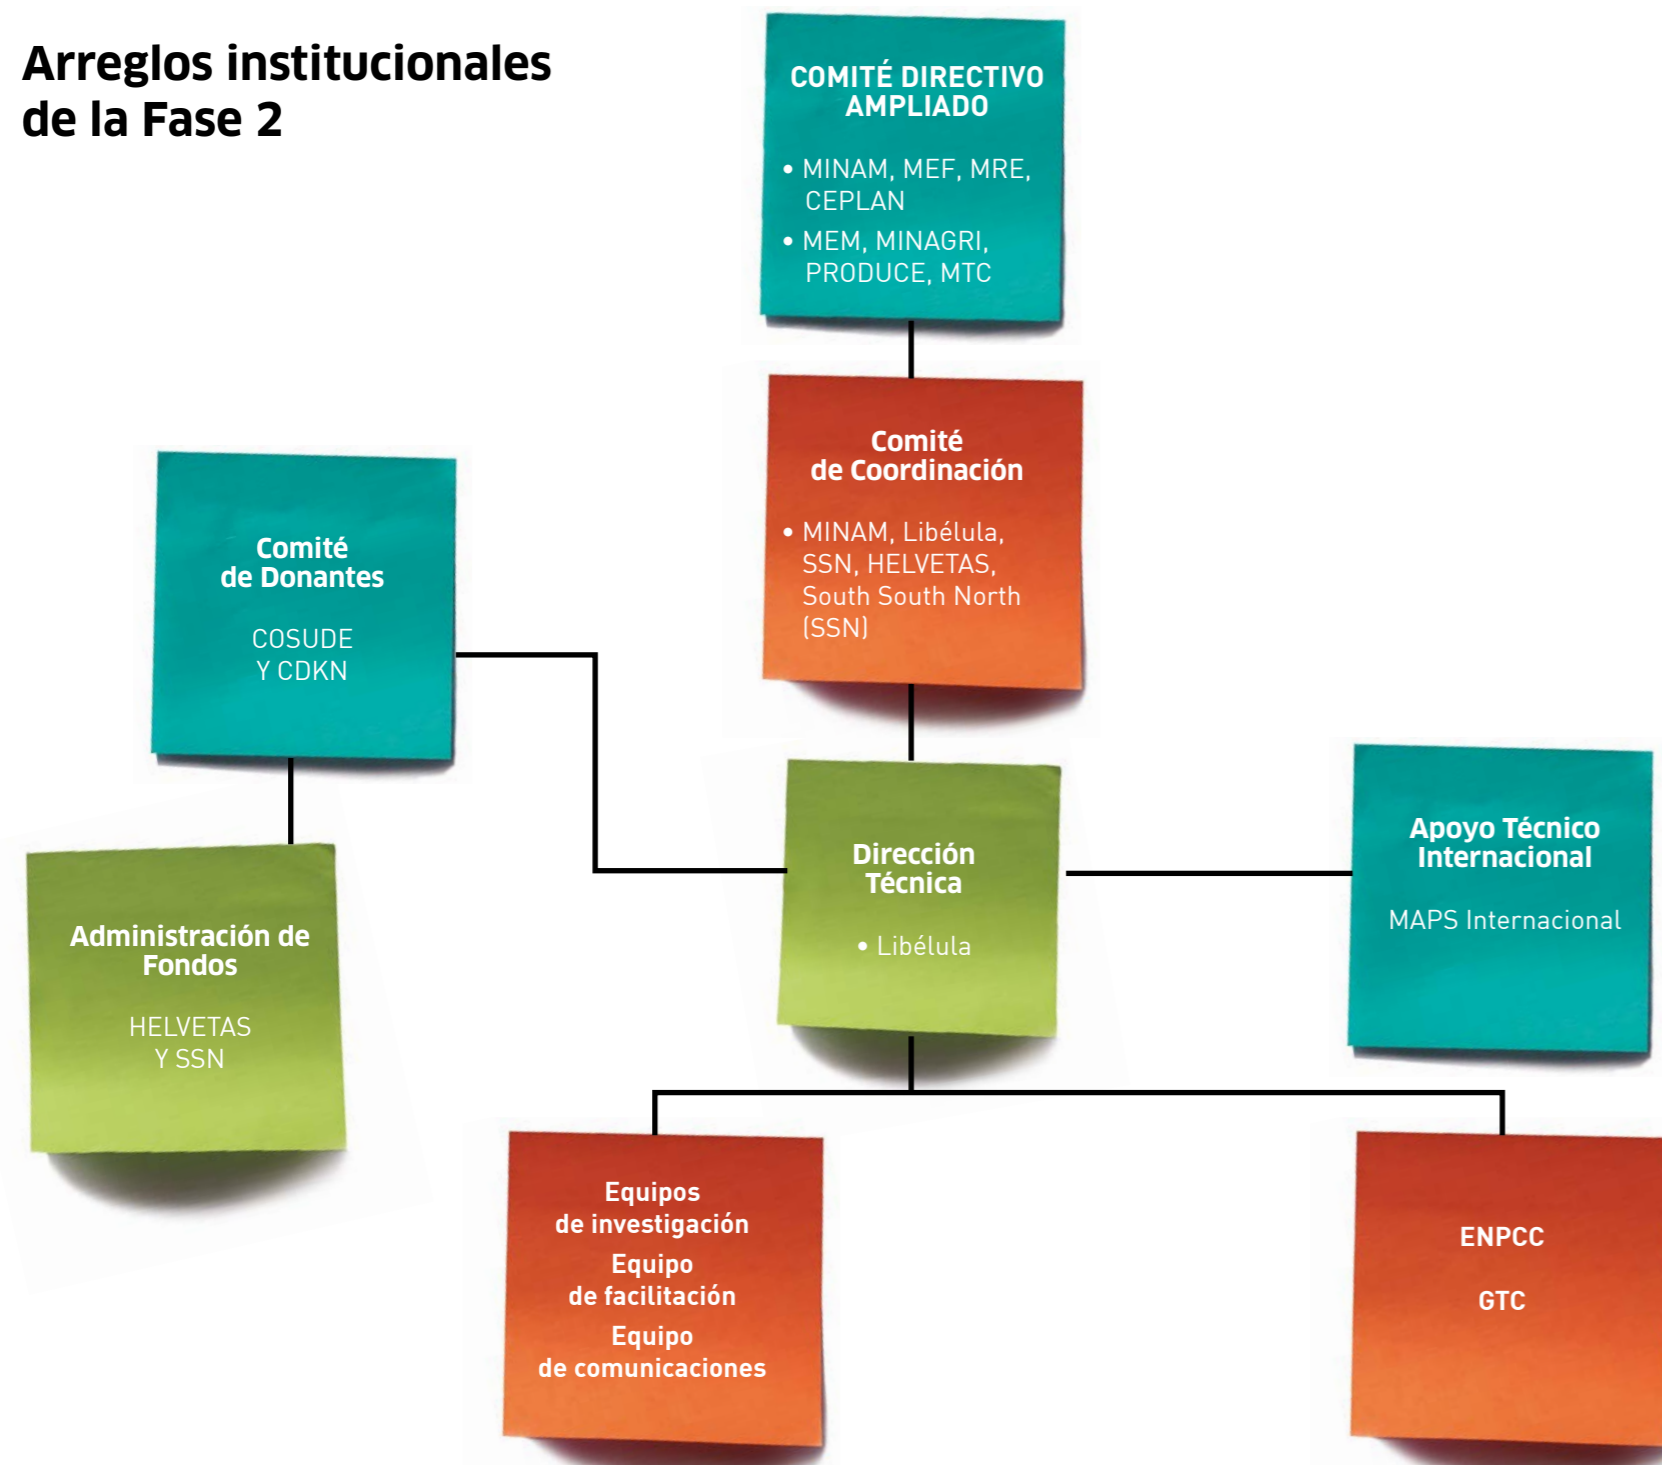 Arreglos institucionales
de la Fase 2
COMITÉ DIRECTIVO
AMPLIADO
• MINAM, MEF, MRE,
CEPLAN
• MEM, MINAGRI,
PRODUCE, MTC
Comité
de Coordinación
• MINAM, Libélula,
SSN, HELVETAS,
South South North
(SSN)
Comité
de Donantes
COSUDE
Y CDKN
Administración de
Fondos
HELVETAS
Y SSN
Dirección
Técnica
• Libélula
Apoyo Técnico
Internacional
MAPS Internacional
Equipos
de investigación
Equipo
de facilitación
Equipo
de comunicaciones
ENPCC
GTC